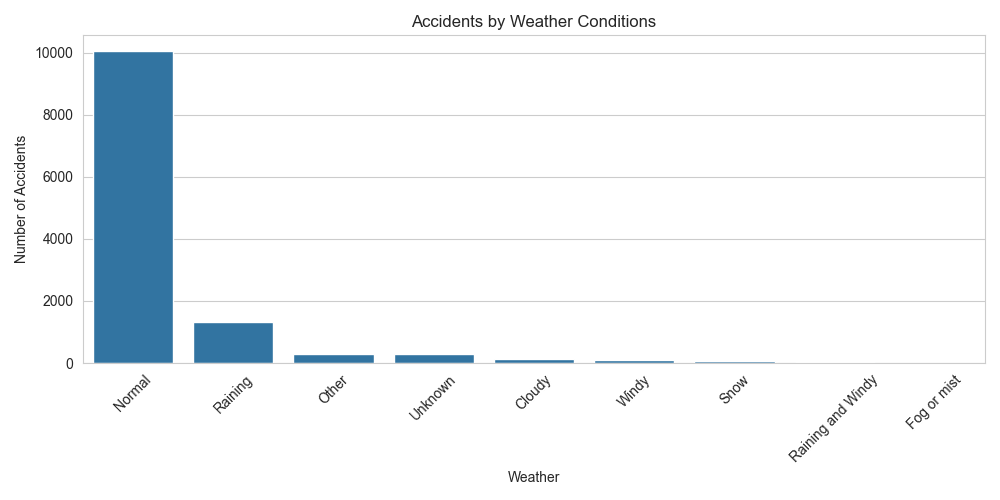 Accidents by Weather Conditions
Number of Accidents
10000
8000
6000
4000
2000
0
Normal
Raining
Other
Unknown
Cloudy
Windy
Snow
Raining and Windy
Fog or mist
Weather